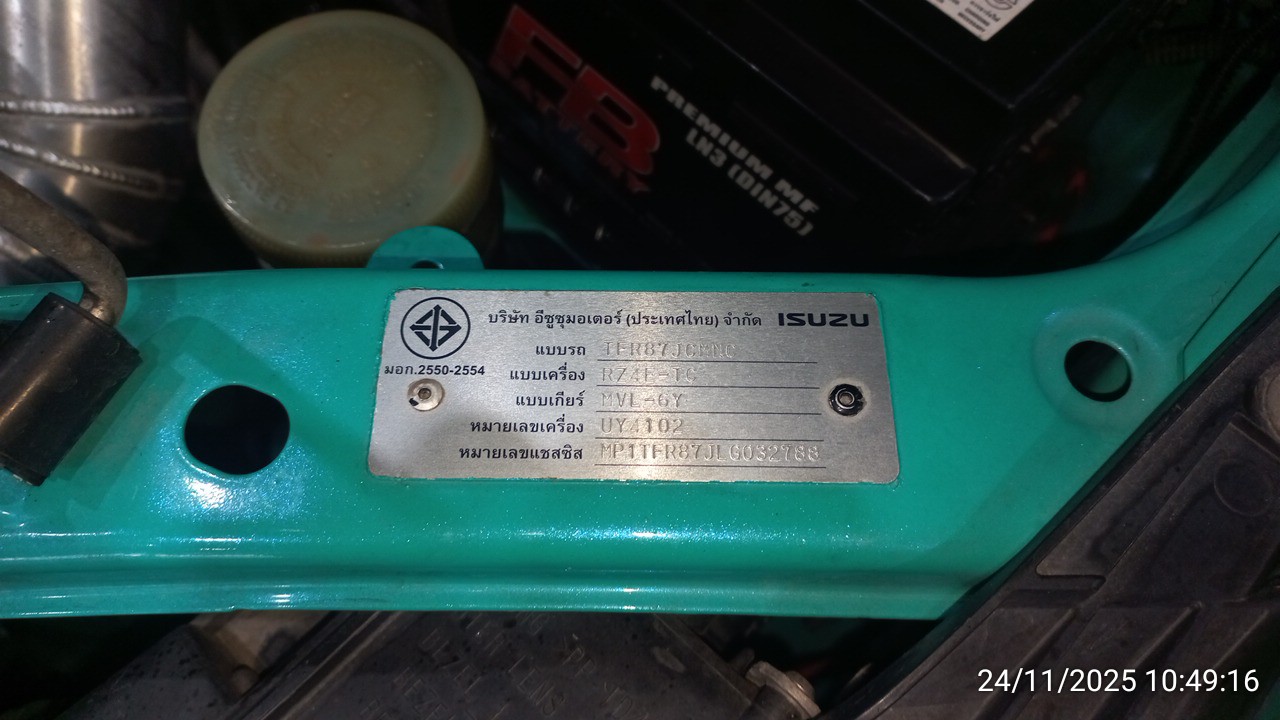 FB
BATTERY
PREMIUM MF
LN3 (DIN75)
บริษัท อีซูซุมอเตอร์ (ประเทศไทย) จำกัด ISUZU
มอก.2550-2554
แบบรถ
แบบเครื่อง RZ4E-TC
แบบเกียร์ MVL-6Y
หมายเลขเครื่อง UY4102
หมายเลขแชสซิส MP1TFR87JLG032788
24/11/2025 10:49:16